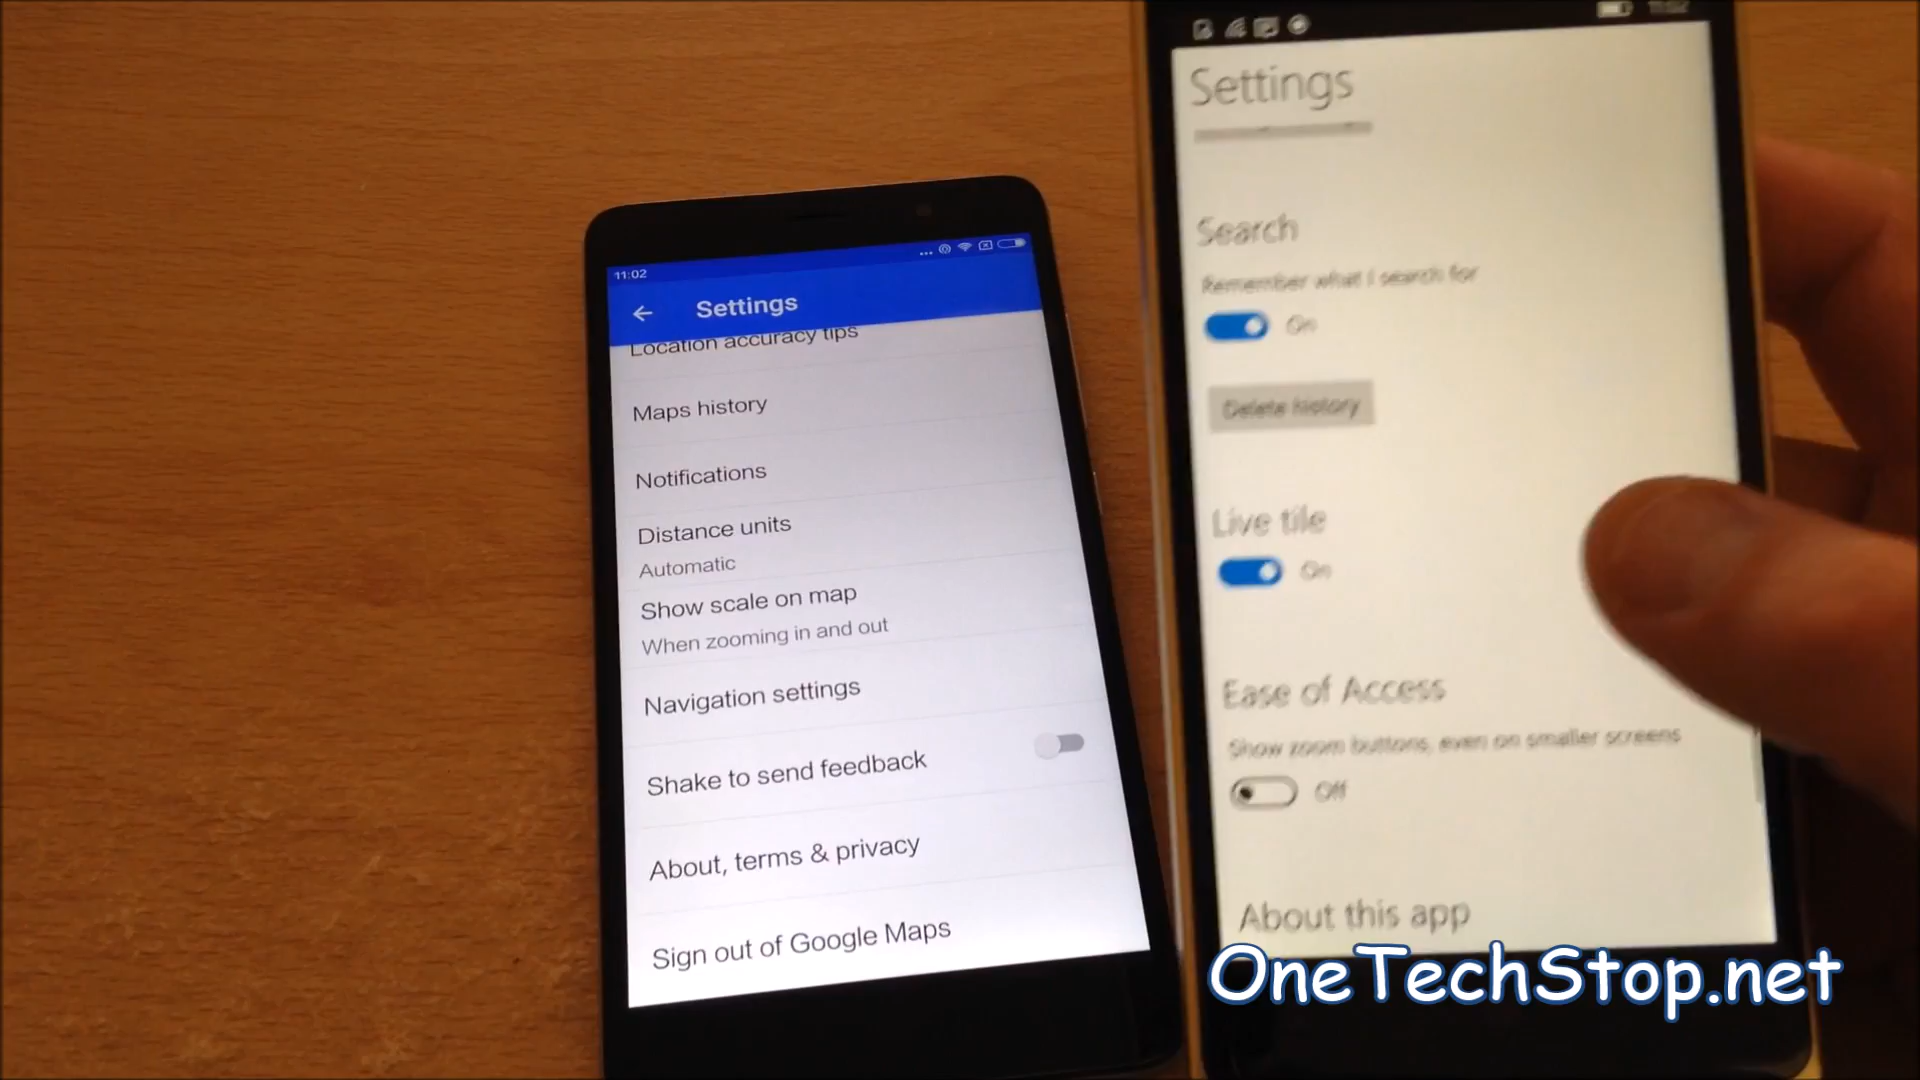 11:02
Settings
Location accuracy tips
Maps history
Notifications
Distance units
Automatic
Show scale on map
When zooming in and out
Navigation settings
Shake to send feedback
About, terms & privacy
Sign out of Google Maps
11:02
Settings
Search
Remember what I search for
On
Delete history
Live tile
On
Ease of Access
Show zoom buttons, even on smaller screens
Off
About this app
OneTechStop.net